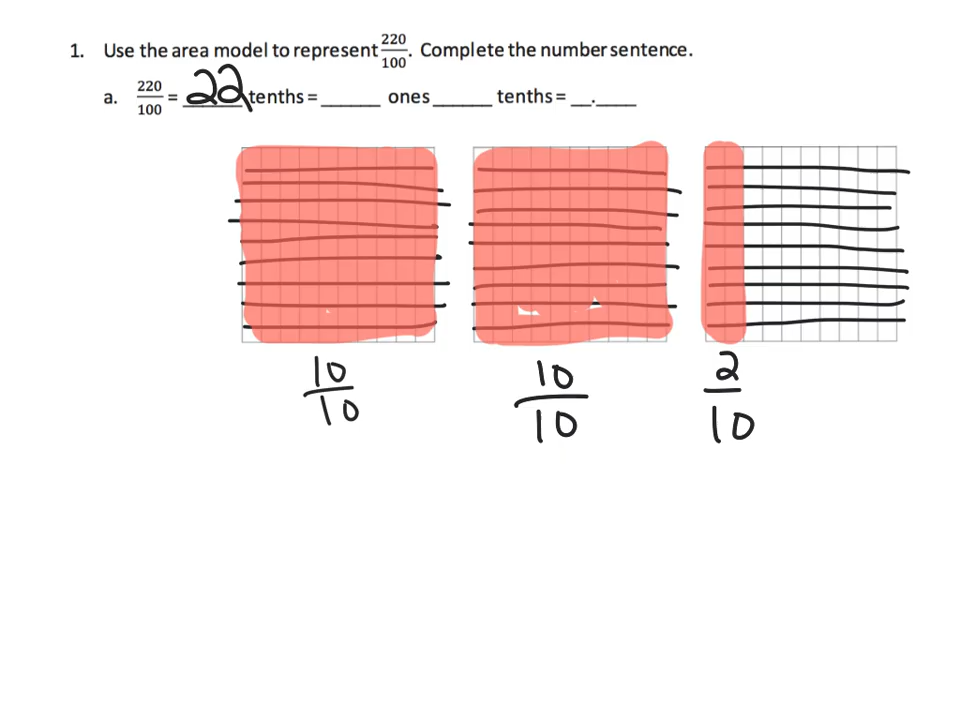 1. Use the area model to represent 220/100. Complete the number sentence.
a. 220/100 = 22 tenths = ______ ones ______ tenths = __.____
10/10 10/10 2/10